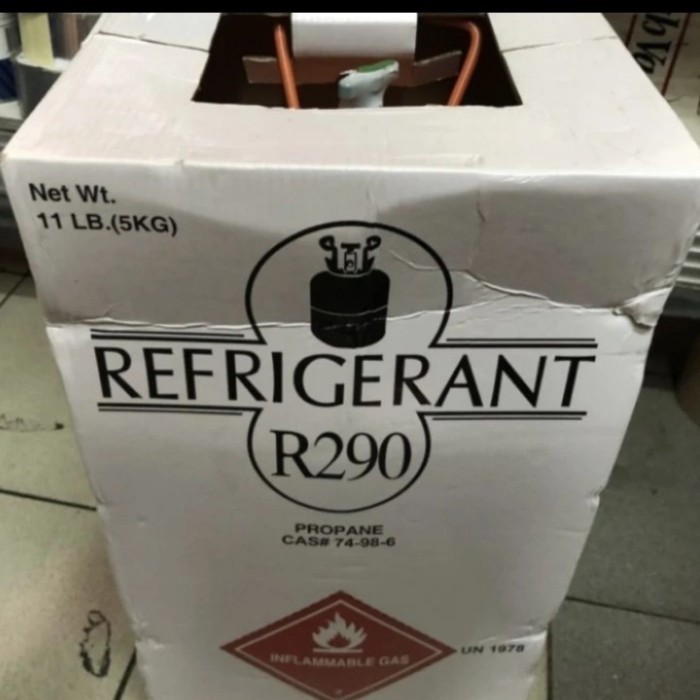 Net Wt.
11 LB.(5KG)
REFRIGERANT
R290
PROPANE
CAS# 74-98-6
INFLAMMABLE GAS
UN 1978